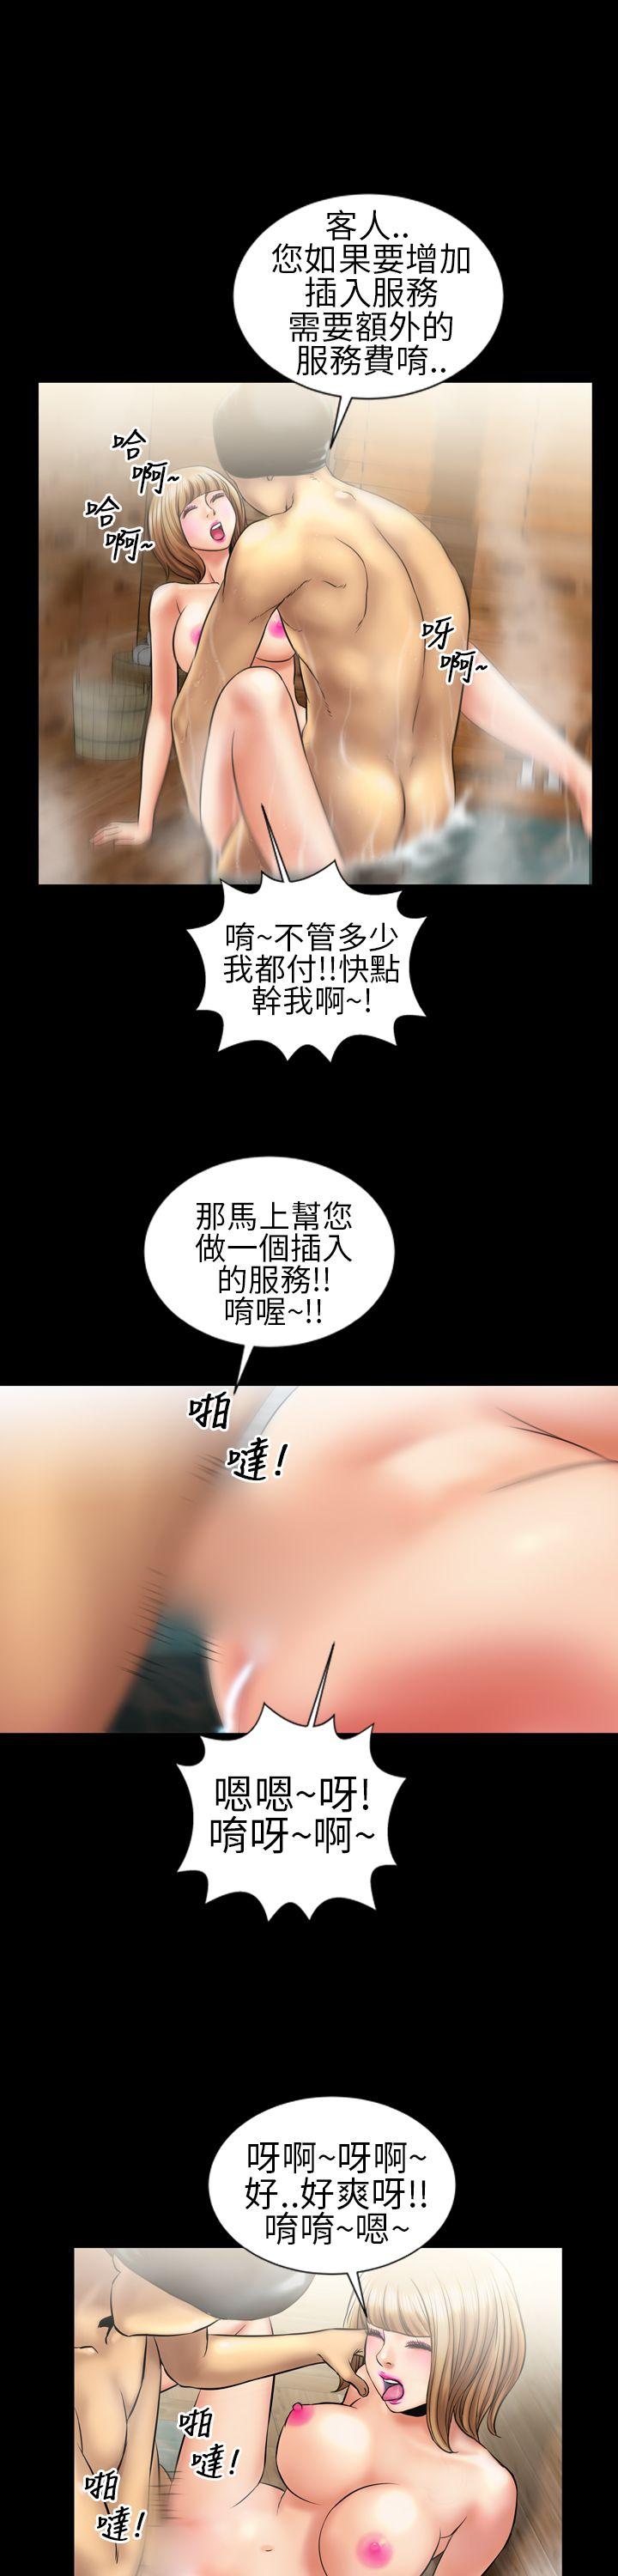 客人..
您如果要增加
插入服務
需要額外的
服務費唷..
哈
啊~
哈
啊~
呀
啊~
唷~不管多少
我都付!!快點
幹我啊~!
那馬上幫您
做一個插入
的服務!!
唷喔~!!
啪
噠!
嗯嗯~呀!
唷呀~啊~
呀啊~呀啊~
好..好爽呀!!
唷唷~嗯~
啪
噠!
啪
噠!